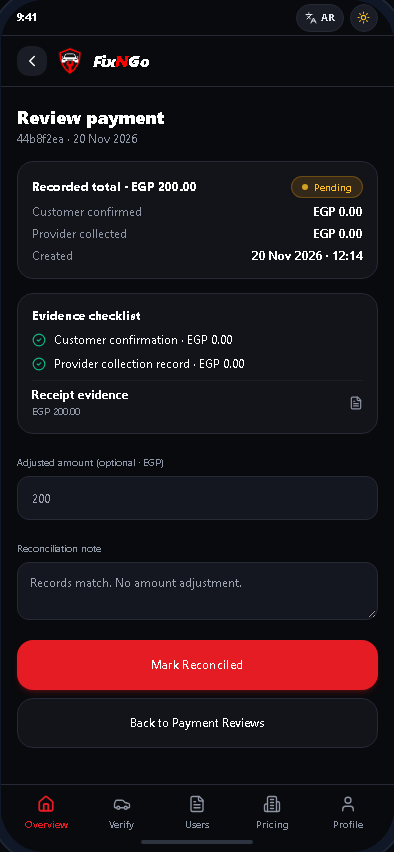 9:41
AR
FixNGo
Review payment
44b8f2ea · 20 Nov 2026
Recorded total · EGP 200.00
Pending
Customer confirmed EGP 0.00
Provider collected EGP 0.00
Created 20 Nov 2026 · 12:14
Evidence checklist
Customer confirmation · EGP 0.00
Provider collection record · EGP 0.00
Receipt evidence
EGP 200.00
Adjusted amount (optional · EGP)
200
Reconciliation note
Records match. No amount adjustment.
Mark Reconciled
Back to Payment Reviews
Overview Verify Users Pricing Profile